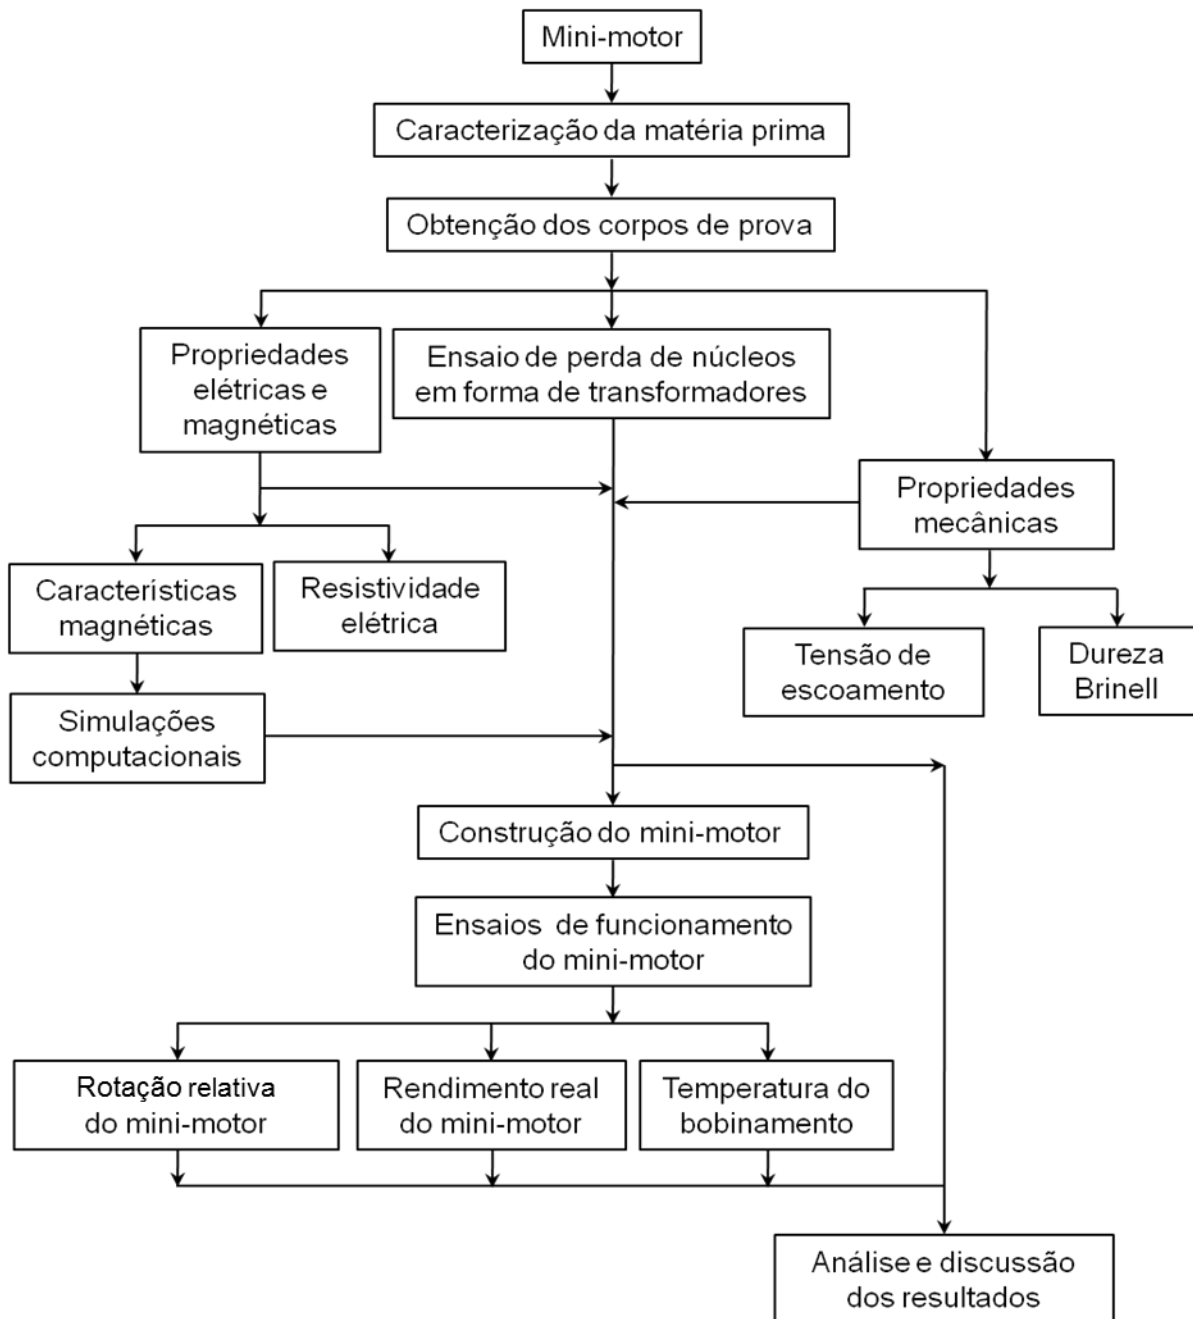 Mini-motor
Caracterização da matéria prima
Obtenção dos corpos de prova
Propriedades
elétricas e
magnéticas
Ensaio de perda de núcleos
em forma de transformadores
Propriedades
mecânicas
Característícas
magnéticas
Resistividade
elétrica
Tensão de
escoamento
Dureza
Brinell
Simulações
computacionais
Construção do mini-motor
Ensaios de funcionamento
do mini-motor
Rotação relativa
do mini-motor
Rendimento real
do mini-motor
Temperatura do
bobinamento
Análise e discussão
dos resultados